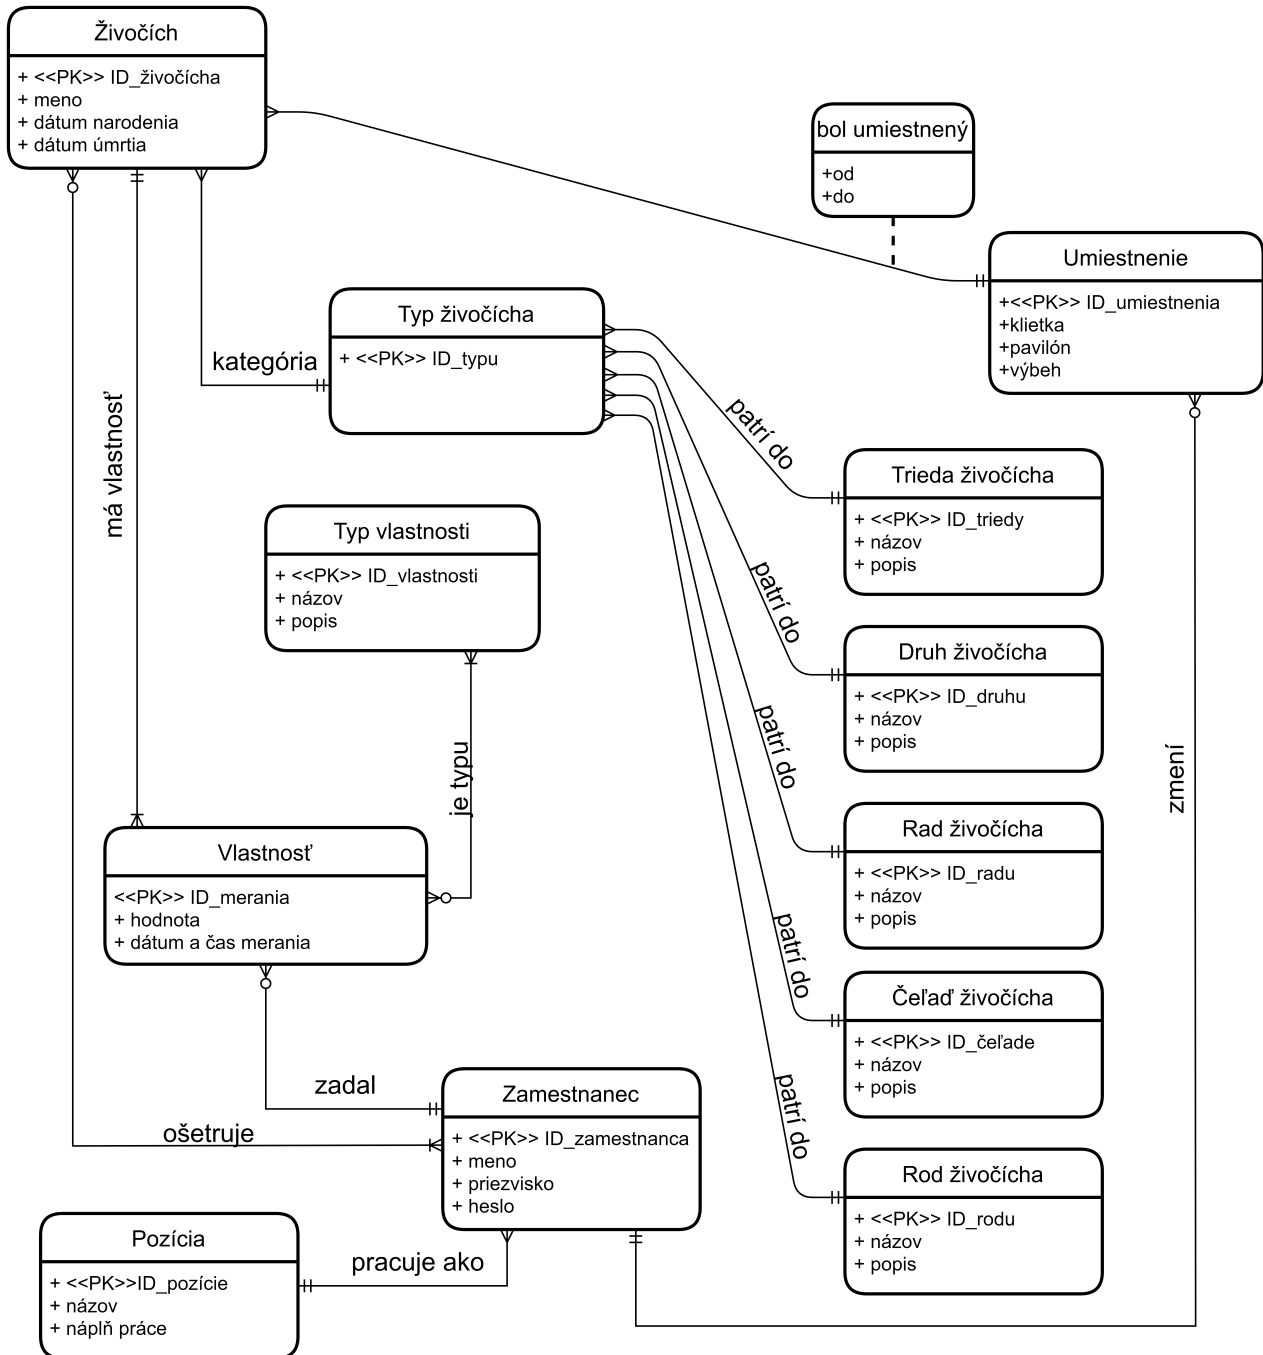 Živočích
+ <<PK>> ID_živočícha
+ meno
+ dátum narodenia
+ dátum úmrtia
bol umiestnený
+od
+do
Umiestnenie
+<<PK>> ID_umiestnenia
+klietka
+pavilón
+výbeh
Typ živočícha
+ <<PK>> ID_typu
kategória
má vlastnosť
patrí do
Trieda živočícha
+ <<PK>> ID_triedy
+ názov
+ popis
Typ vlastnosti
+ <<PK>> ID_vlastnosti
+ názov
+ popis
patrí do
Druh živočícha
+ <<PK>> ID_druhu
+ názov
+ popis
je typu
patrí do
zmení
Rad živočícha
+ <<PK>> ID_radu
+ názov
+ popis
Vlastnosť
<<PK>> ID_merania
+ hodnota
+ dátum a čas merania
patrí do
Čeľaď živočícha
+ <<PK>> ID_čeľade
+ názov
+ popis
zadal
ošetruje
Zamestnanec
+ <<PK>> ID_zamestnanca
+ meno
+ priezvisko
+ heslo
patrí do
Rod živočícha
+ <<PK>> ID_rodu
+ názov
+ popis
Pozícia
+ <<PK>>ID_pozície
+ názov
+ náplň práce
pracuje ako